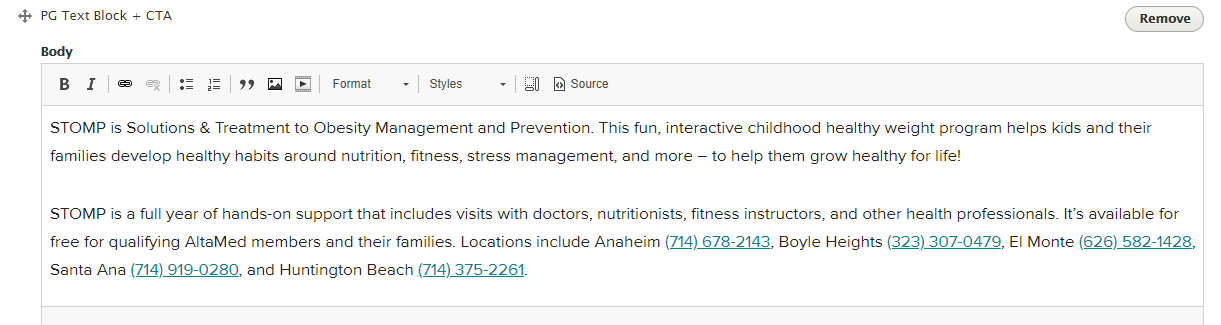 PG Text Block + CTA
Remove
Body
B I Format Styles Source
STOMP is Solutions & Treatment to Obesity Management and Prevention. This fun, interactive childhood healthy weight program helps kids and their
families develop healthy habits around nutrition, fitness, stress management, and more – to help them grow healthy for life!
STOMP is a full year of hands-on support that includes visits with doctors, nutritionists, fitness instructors, and other health professionals. It’s available for
free for qualifying AltaMed members and their families. Locations include Anaheim (714) 678-2143, Boyle Heights (323) 307-0479, El Monte (626) 582-1428,
Santa Ana (714) 919-0280, and Huntington Beach (714) 375-2261.